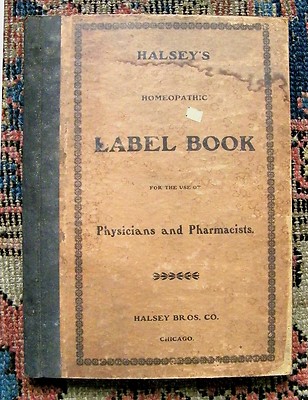 HALSEY'S
HOMEOPATHIC
LABEL BOOK
FOR THE USE OF
Physicians and Pharmacists.
HALSEY BROS. CO.
CHICAGO.